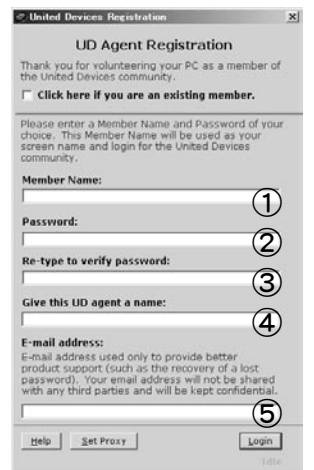 United Devices Registration
UD Agent Registration
Thank you for volunteering your PC as a member of
the United Devices community.
Click here if you are an existing member.
Please enter a Member Name and Password of your
choice. This Member Name will be used as your
screen name and login for the United Devices
community.
Member Name:
①
Password:
②
Re-type to verify password:
③
Give this UD agent a name:
④
E-mail address:
E-mail address used only to provide better
product support (such as the recovery of a lost
password). Your email address will not be shared
with any third parties and will be kept confidential.
⑤
Help Set Proxy Login
Idle